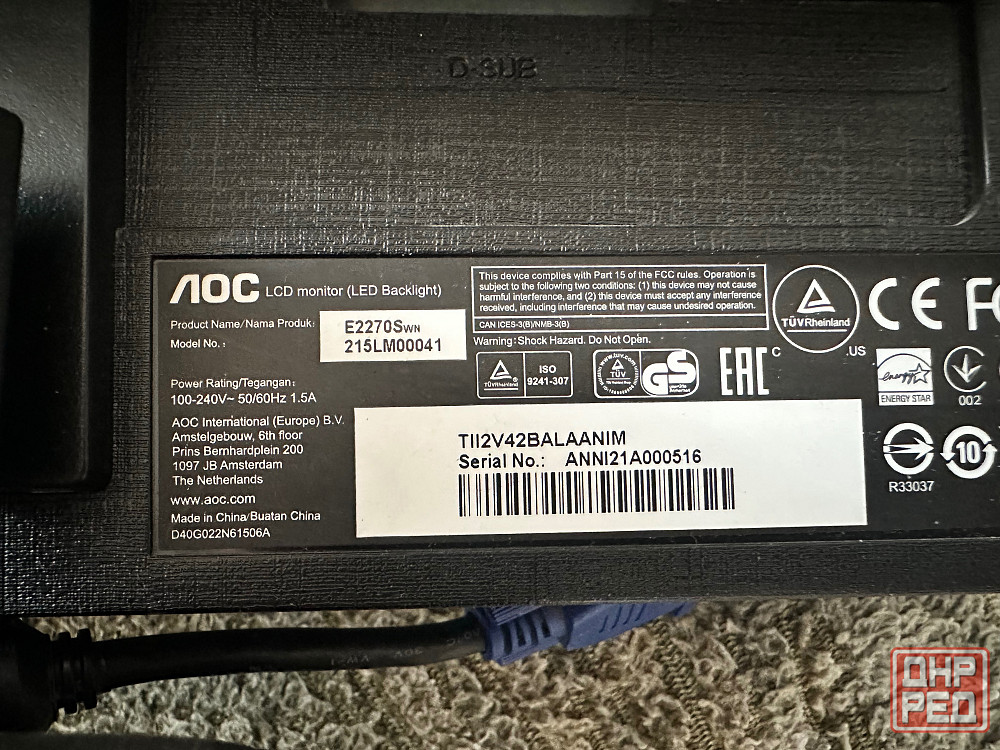 D-SUB
AOC LCD monitor (LED Backlight)
Product Name/Nama Produk: E2270SWN
Model No.: 215LM00041
Power Rating/Tegangan:
100-240V~ 50/60Hz 1.5A
AOC International (Europe) B.V.
Amstelgebouw, 6th floor
Prins Bernhardplein 200
1097 JB Amsterdam
The Netherlands
www.aoc.com
Made in China/Buatan China
D40G022N61506A
This device complies with Part 15 of the FCC rules. Operation is
subject to the following two conditions: (1) this device may not cause
harmful interference, and (2) this device must accept any interference
received, including interference that may cause undesired operation.
CAN ICES-3(B)/NMB-3(B)
Warning: Shock Hazard. Do Not Open.
TÜVRheinland
ISO
9241-307
TÜV
GS
EAC
TÜVRheinland
C
.US
CE
FC
energy
ENERGY STAR
002
R33037
10
TII2V42BALAANIM
Serial No.: ANNI21A000516
AOC
ДНР
РЕД